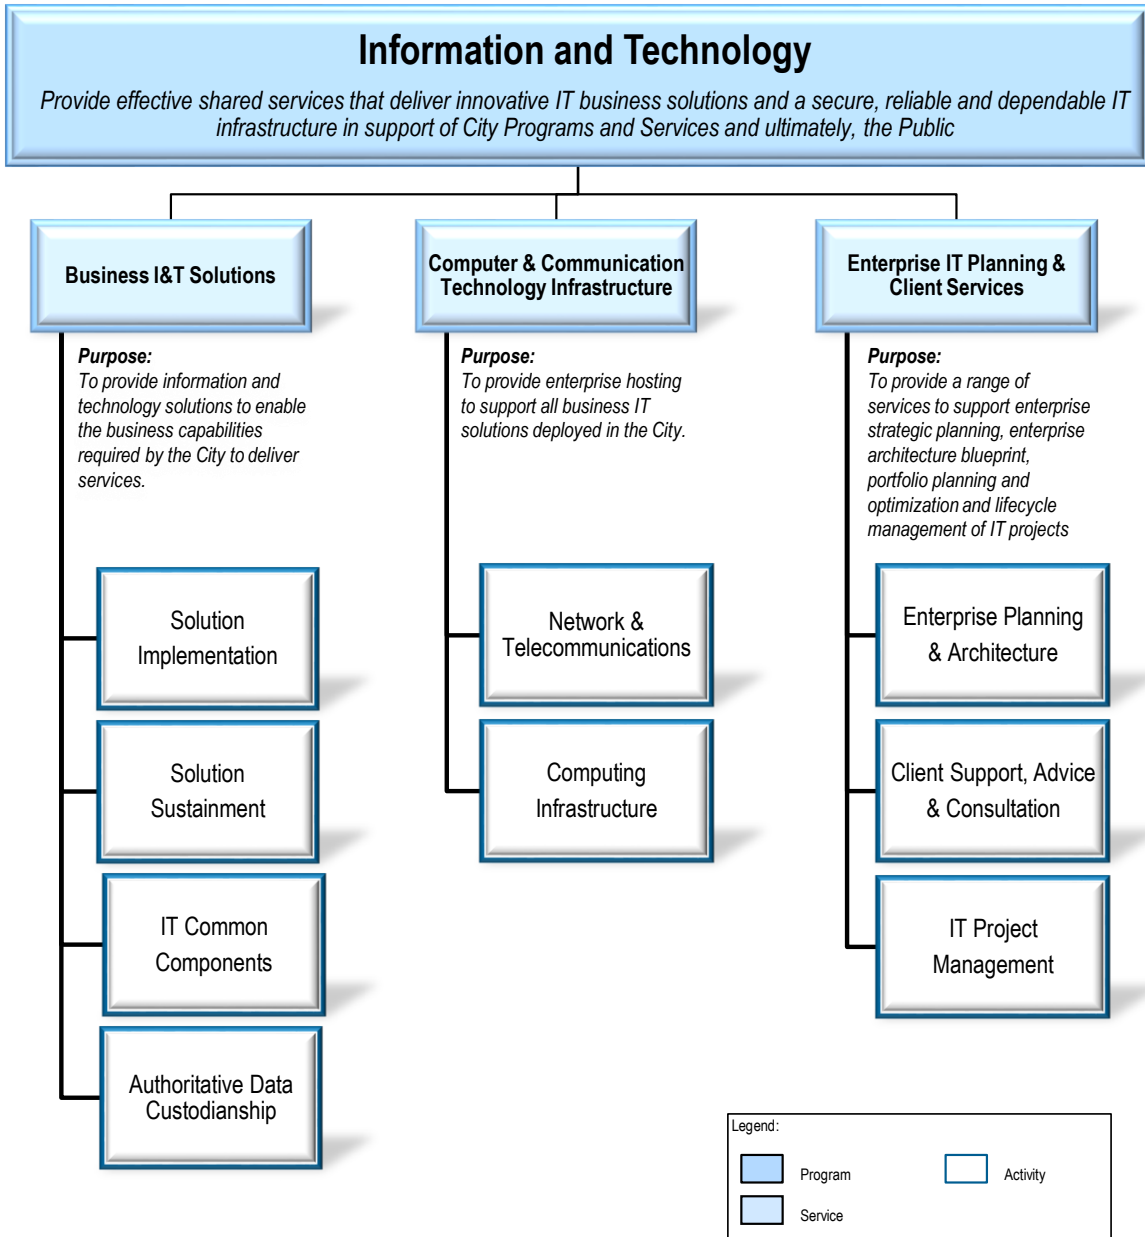 Information and Technology
Provide effective shared services that deliver innovative IT business solutions and a secure, reliable and dependable IT
infrastructure in support of City Programs and Services and ultimately, the Public
Business I&T Solutions
Purpose:
To provide information and
technology solutions to enable
the business capabilities
required by the City to deliver
services.
Solution
Implementation
Solution
Sustainment
IT Common
Components
Authoritative Data
Custodianship
Computer & Communication
Technology Infrastructure
Purpose:
To provide enterprise hosting
to support all business IT
solutions deployed in the City.
Network &
Telecommunications
Computing
Infrastructure
Enterprise IT Planning &
Client Services
Purpose:
To provide a range of
services to support enterprise
strategic planning, enterprise
architecture blueprint,
portfolio planning and
optimization and lifecycle
management of IT projects
Enterprise Planning
& Architecture
Client Support, Advice
& Consultation
IT Project
Management
Legend:
Program
Activity
Service